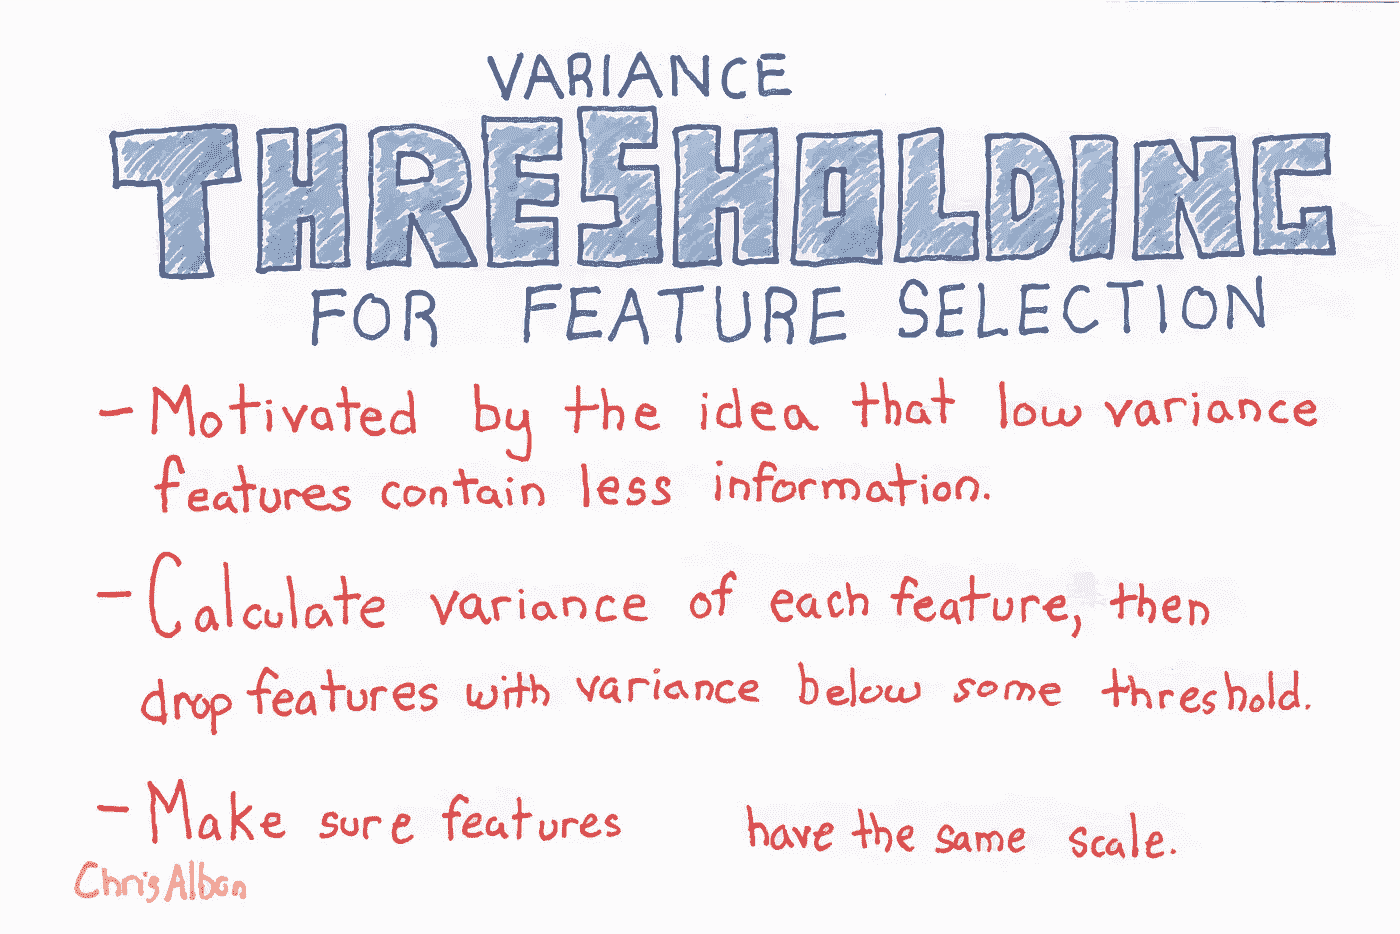 VARIANCE
THRESHOLDING
FOR FEATURE SELECTION
- Motivated by the idea that low variance
features contain less information.
- Calculate variance of each feature, then
drop features with variance below some threshold.
- Make sure features have the same scale.
Chris Albon